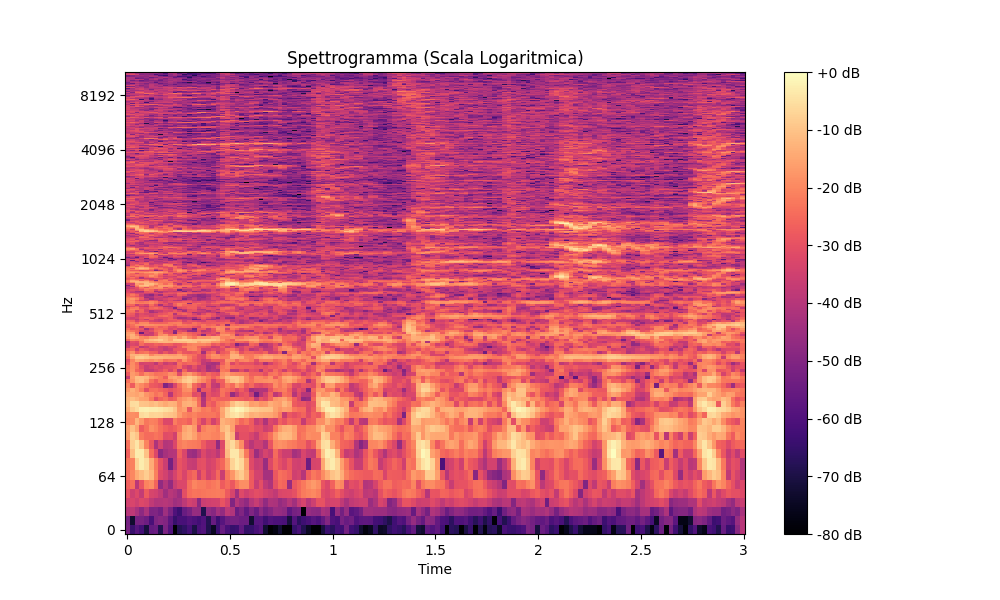 Spettrogramma (Scala Logaritmica)
8192
4096
2048
1024
512
256
128
64
0
Hz
0
0.5
1
1.5
2
2.5
3
Time
+0 dB
-10 dB
-20 dB
-30 dB
-40 dB
-50 dB
-60 dB
-70 dB
-80 dB